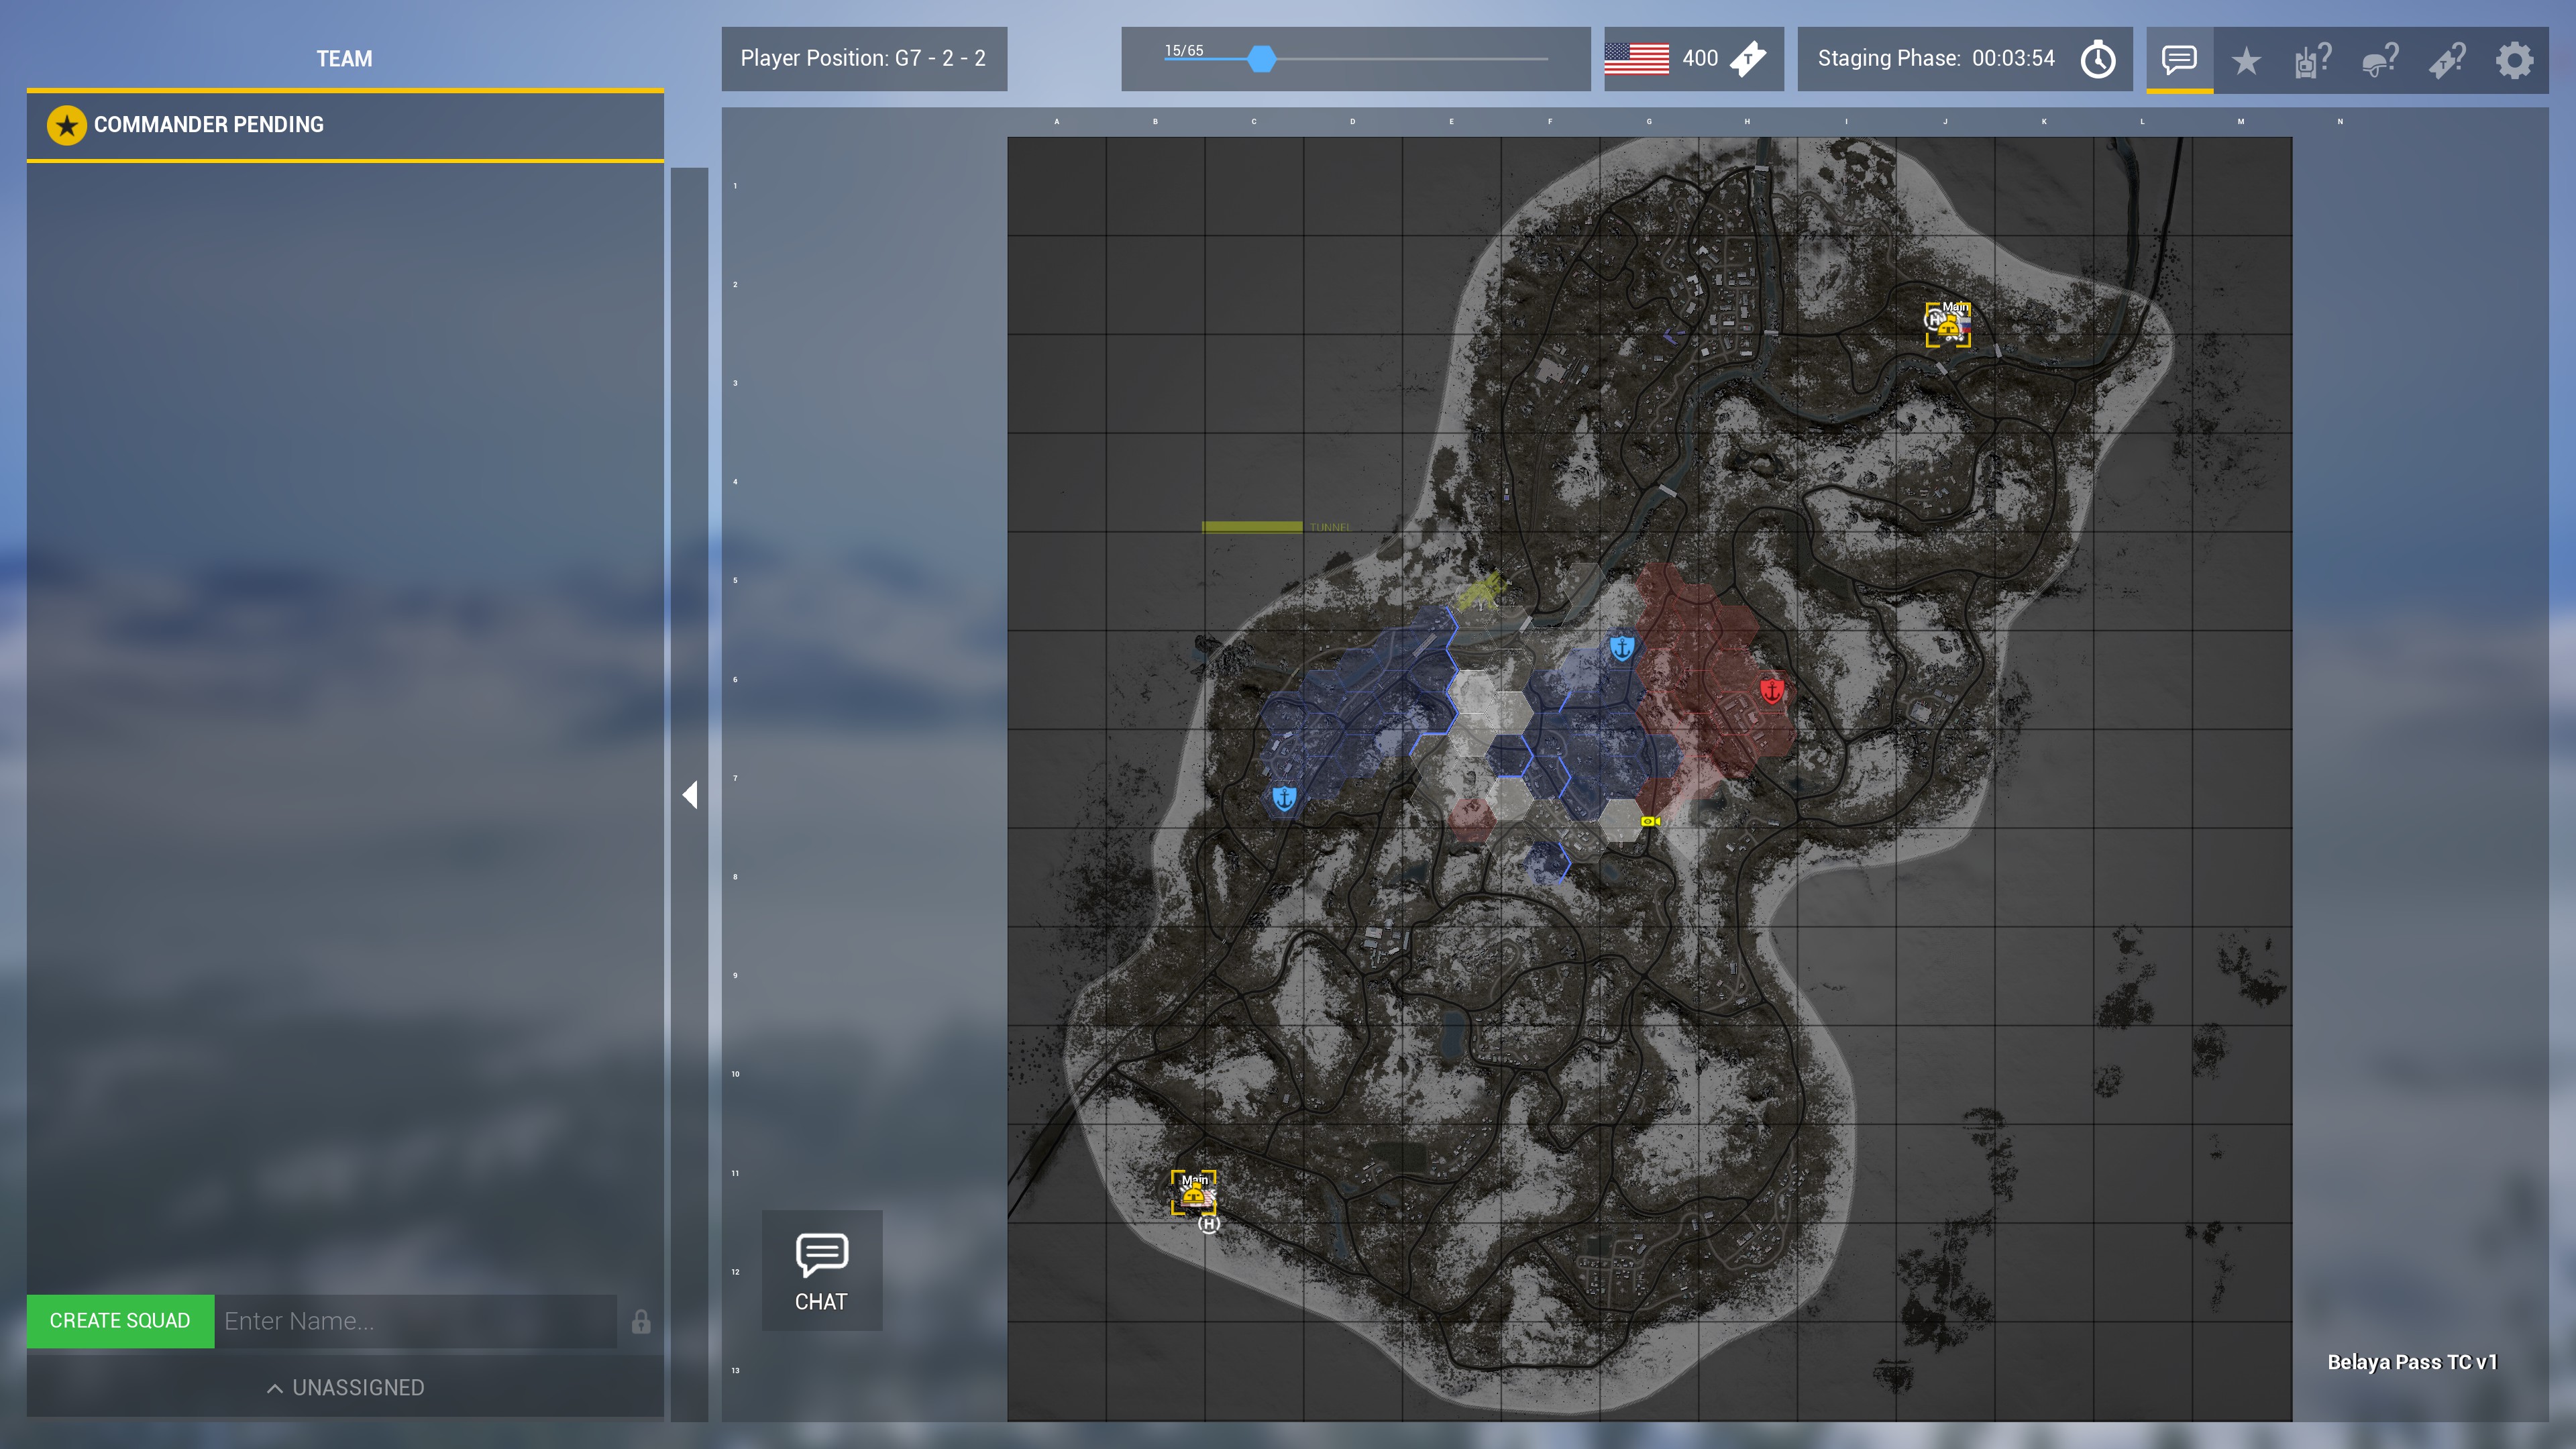 TEAM
COMMANDER PENDING
Player Position: G7 - 2 - 2
15/65
400
T
Staging Phase: 00:03:54
? ? T?
A B C D E F G H I J K L M N
1
2
Main
H
3
4
TUNNEL
5
6
7
8
9
10
11
Main
H
12
CHAT
CREATE SQUAD Enter Name...
Belaya Pass TC v1
13
UNASSIGNED